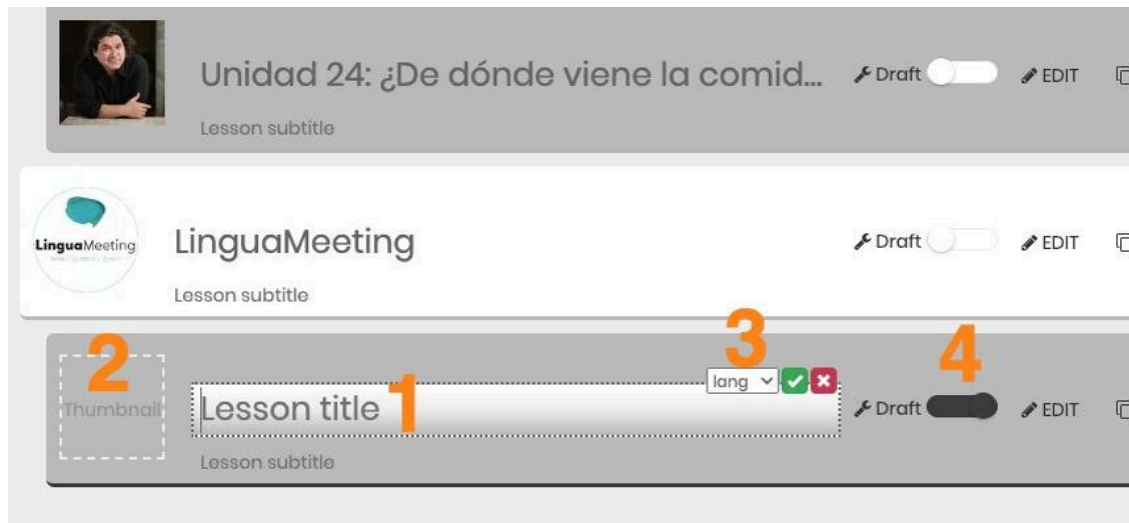 Unidad 24: ¿De dónde viene la comid...
Draft
EDIT
Lesson subtitle
LinguaMeeting
LinguaMeeting
Draft
EDIT
Lesson subtitle
2
3
4
1
lang
Thumbnail
Lesson title
Draft
EDIT
Lesson subtitle